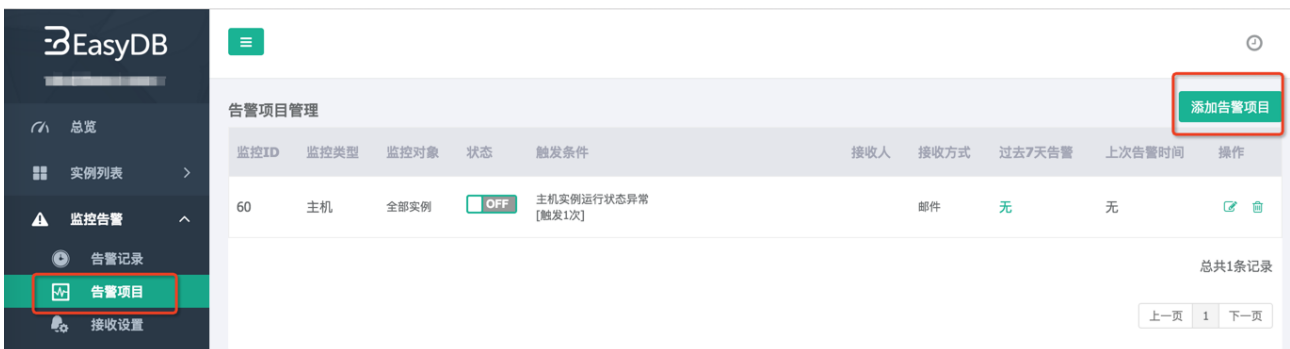 EasyDB
总览
实例列表
监控告警
告警记录
告警项目
接收设置
告警项目管理
添加告警项目
监控ID 监控类型 监控对象 状态 触发条件 接收人 接收方式 过去7天告警 上次告警时间 操作
60 主机 全部实例 OFF 主机实例运行状态异常 邮件 无 无
[触发1次]
总共1条记录
上一页 1 下一页